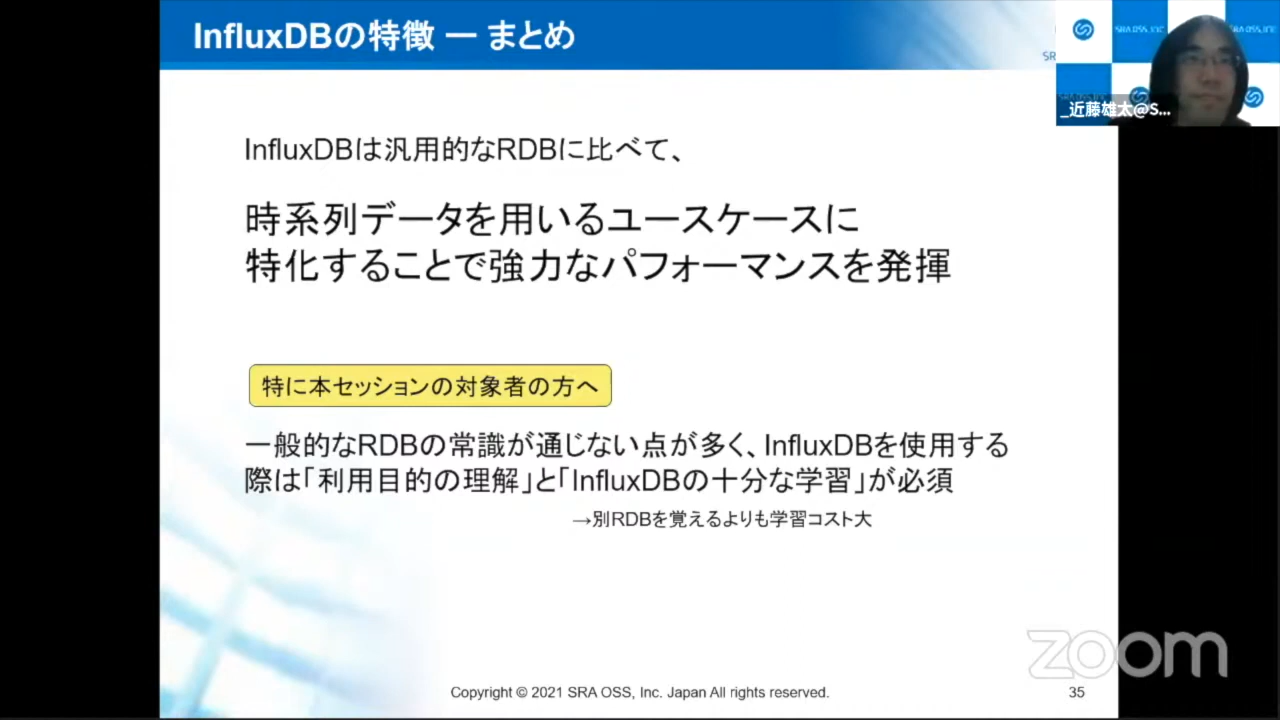 InfluxDBの特徴 ー まとめ
_近藤雄太@S...
InfluxDBは汎用的なRDBに比べて、
時系列データを用いるユースケースに
特化することで強力なパフォーマンスを発揮
特に本セッションの対象者の方へ
一般的なRDBの常識が通じない点が多く、InfluxDBを使用する
際は「利用目的の理解」と「InfluxDBの十分な学習」が必須
→別RDBを覚えるよりも学習コスト大
zoom
Copyright © 2021 SRA OSS, Inc. Japan All rights reserved.
35